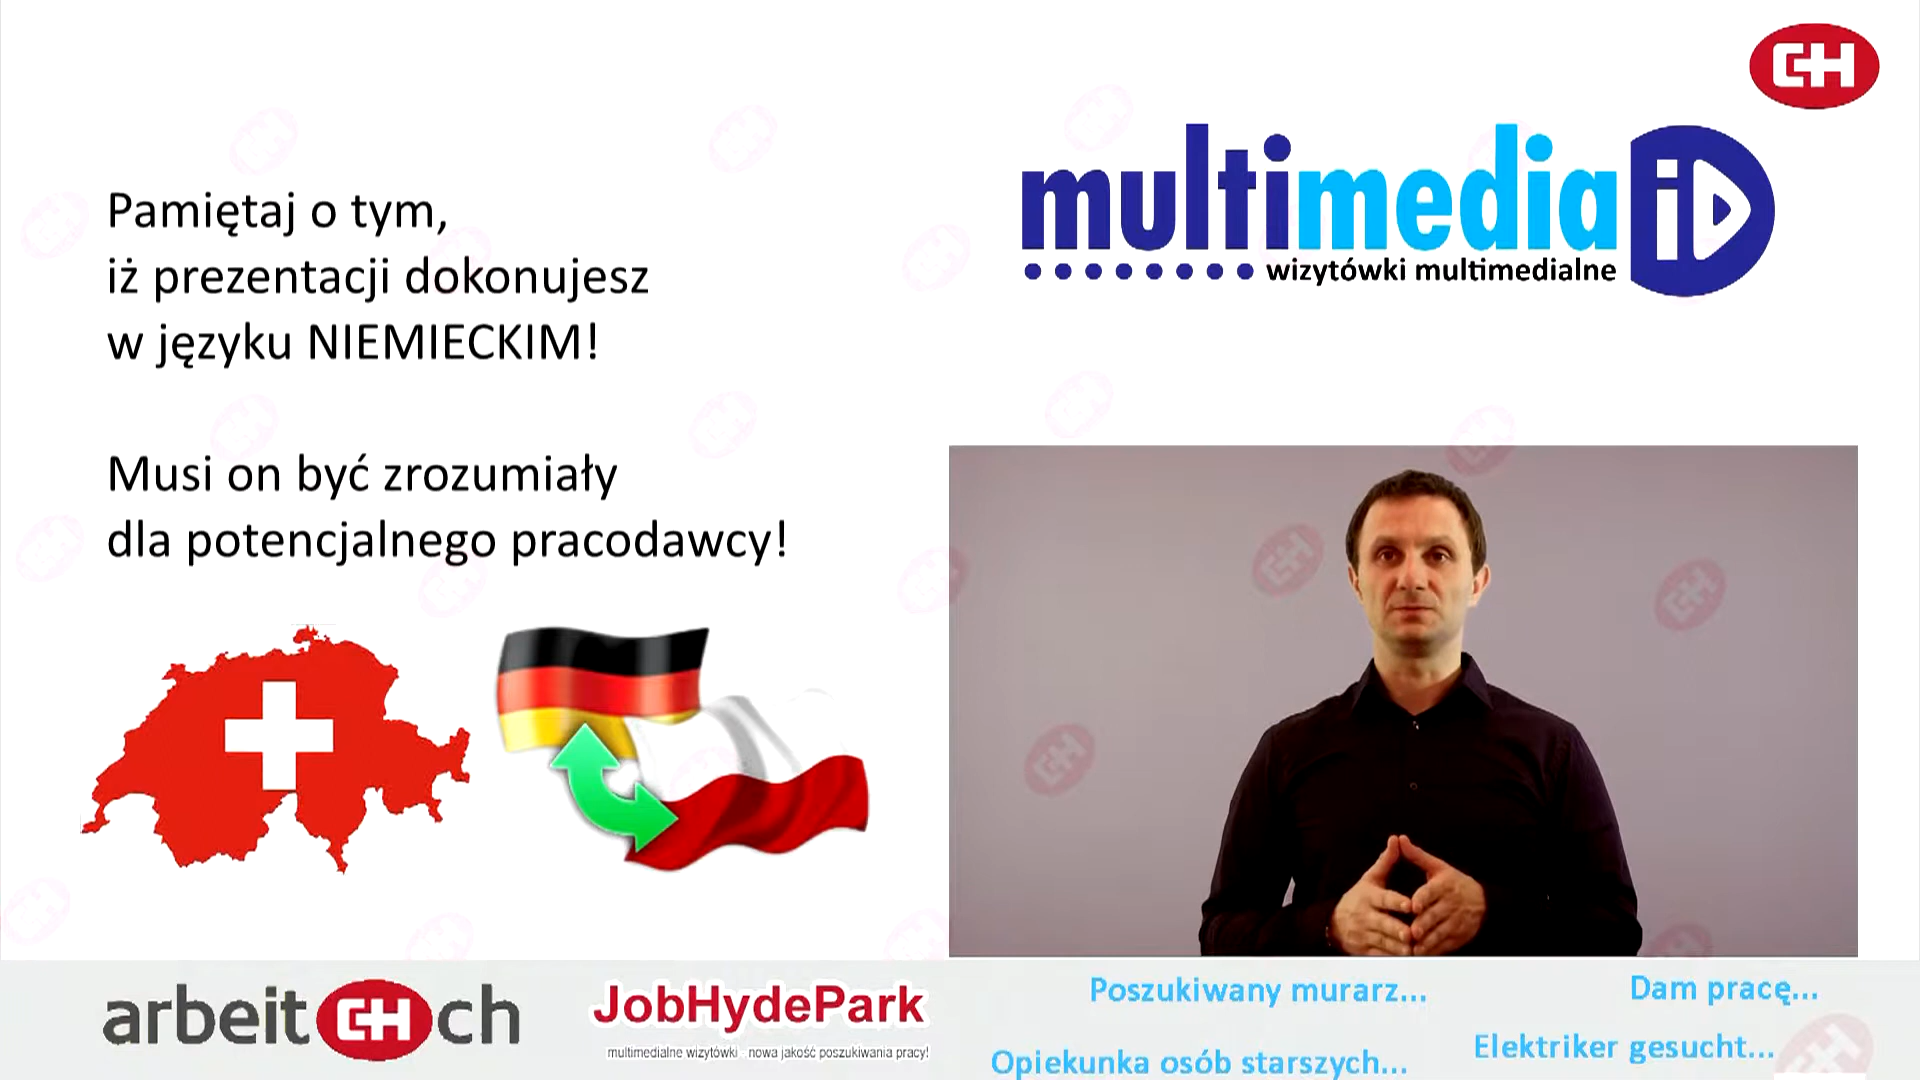 CH
multimedia iD
wizytówki multimedialne
Pamiętaj o tym,
iż prezentacji dokonujesz
w języku NIEMIECKIM!
Musi on być zrozumiały
dla potencjalnego pracodawcy!
arbeit CH ch
JobHydePark
multimedialne wizytówki - nowa jakość poszukiwania pracy!
Poszukiwany murarz...
Dam pracę...
Opiekunka osób starszych...
Elektriker gesucht...